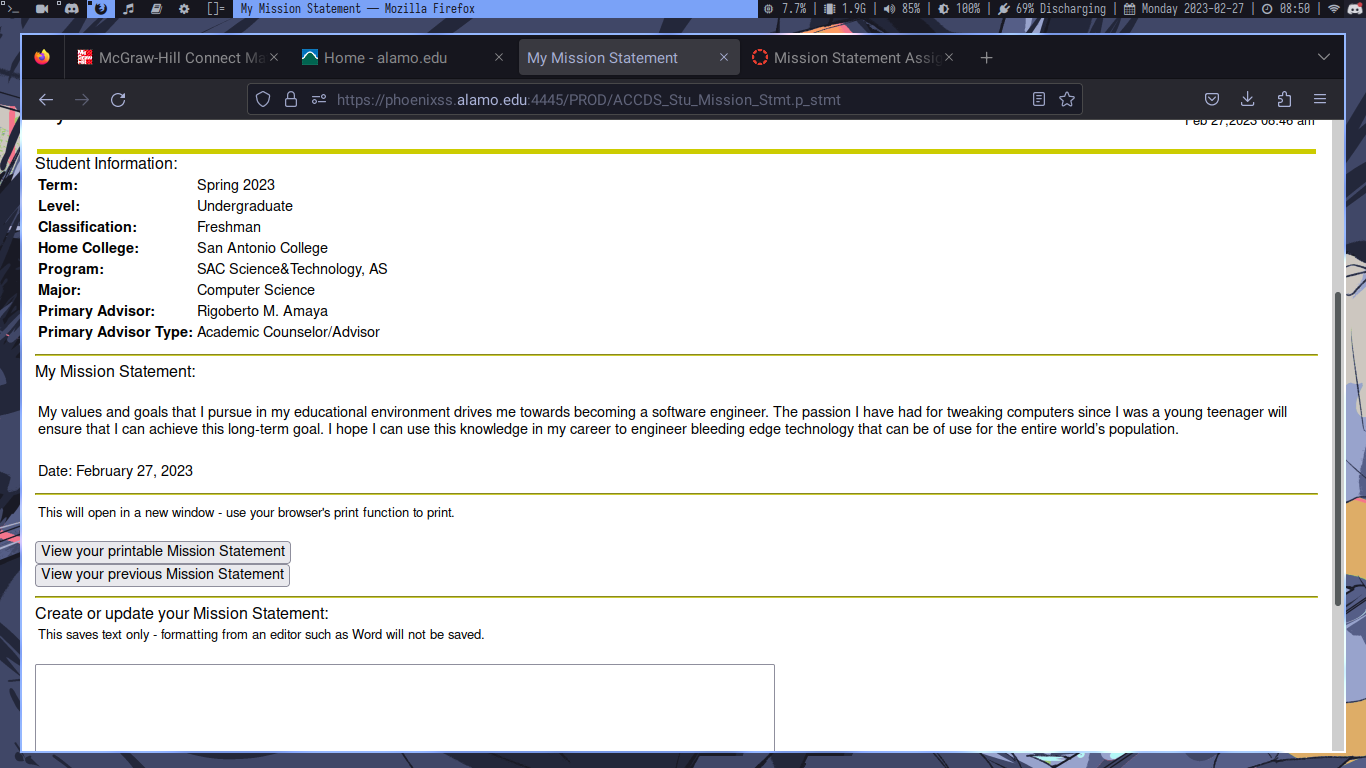 >_ []= My Mission Statement — Mozilla Firefox 7.7% | 1.9G | 85% | 100% | 69% Discharging | Monday 2023-02-27 | 08:50 |
McGraw-Hill Connect Ma Home - alamo.edu My Mission Statement Mission Statement Assig
https://phoenixss.alamo.edu:4445/PROD/ACCDS_Stu_Mission_Stmt.p_stmt
Feb 27,2023 08:46 am
Student Information:
Term: Spring 2023
Level: Undergraduate
Classification: Freshman
Home College: San Antonio College
Program: SAC Science&Technology, AS
Major: Computer Science
Primary Advisor: Rigoberto M. Amaya
Primary Advisor Type: Academic Counselor/Advisor
My Mission Statement:
My values and goals that I pursue in my educational environment drives me towards becoming a software engineer. The passion I have had for tweaking computers since I was a young teenager will
ensure that I can achieve this long-term goal. I hope I can use this knowledge in my career to engineer bleeding edge technology that can be of use for the entire world's population.
Date: February 27, 2023
This will open in a new window - use your browser's print function to print.
View your printable Mission Statement
View your previous Mission Statement
Create or update your Mission Statement:
This saves text only - formatting from an editor such as Word will not be saved.